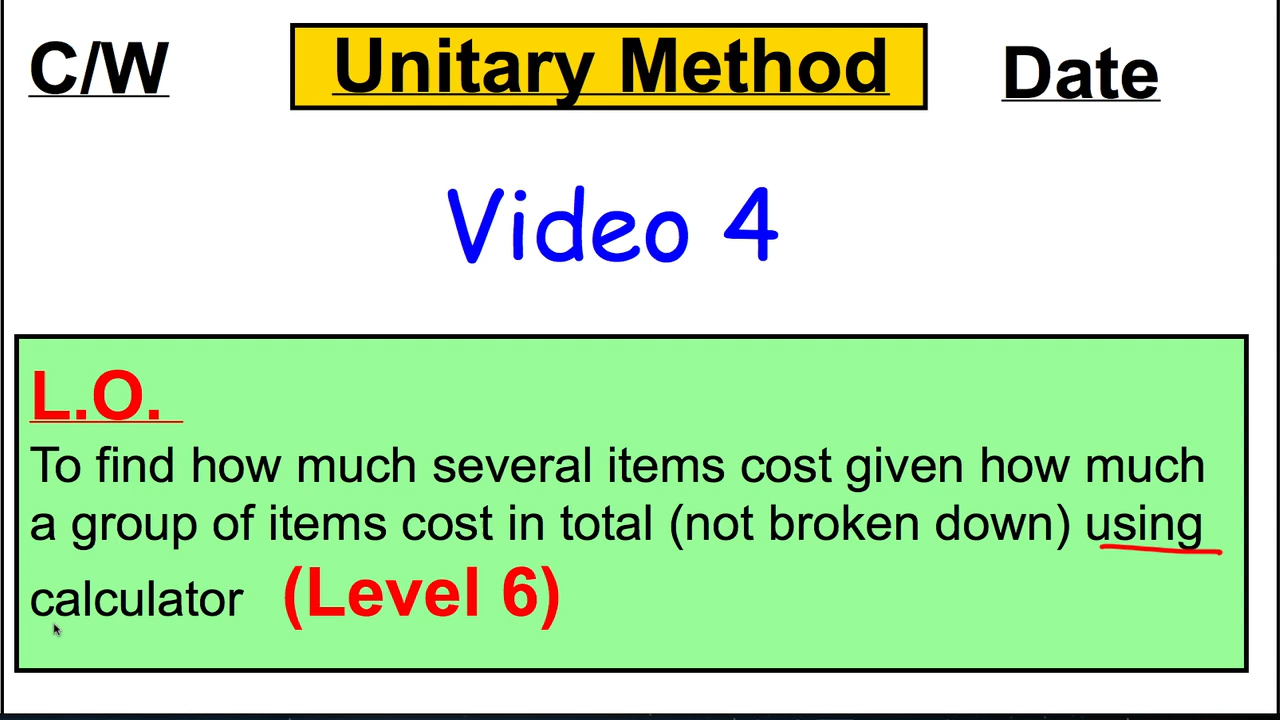 C/W Unitary Method Date
Video 4
L.O.
To find how much several items cost given how much
a group of items cost in total (not broken down) using
calculator (Level 6)